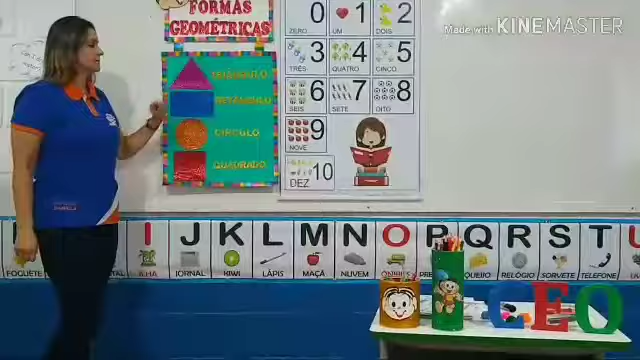 Made with KINEMASTER
FORMAS
GEOMÉTRICAS
TRIÂNGULO
RETÂNGULO
CÍRCULO
QUADRADO
0 1 2
ZERO UM DOIS
3 4 5
TRÊS QUATRO CINCO
6 7 8
SEIS SETE OITO
9
NOVE
10
DEZ
I J K L M N O P Q R S T U
FOGUETE ILHA JORNAL KIWI LÁPIS MAÇÃ NUVEM QUEIJO RELÓGIO SORVETE TELEFONE
CEO